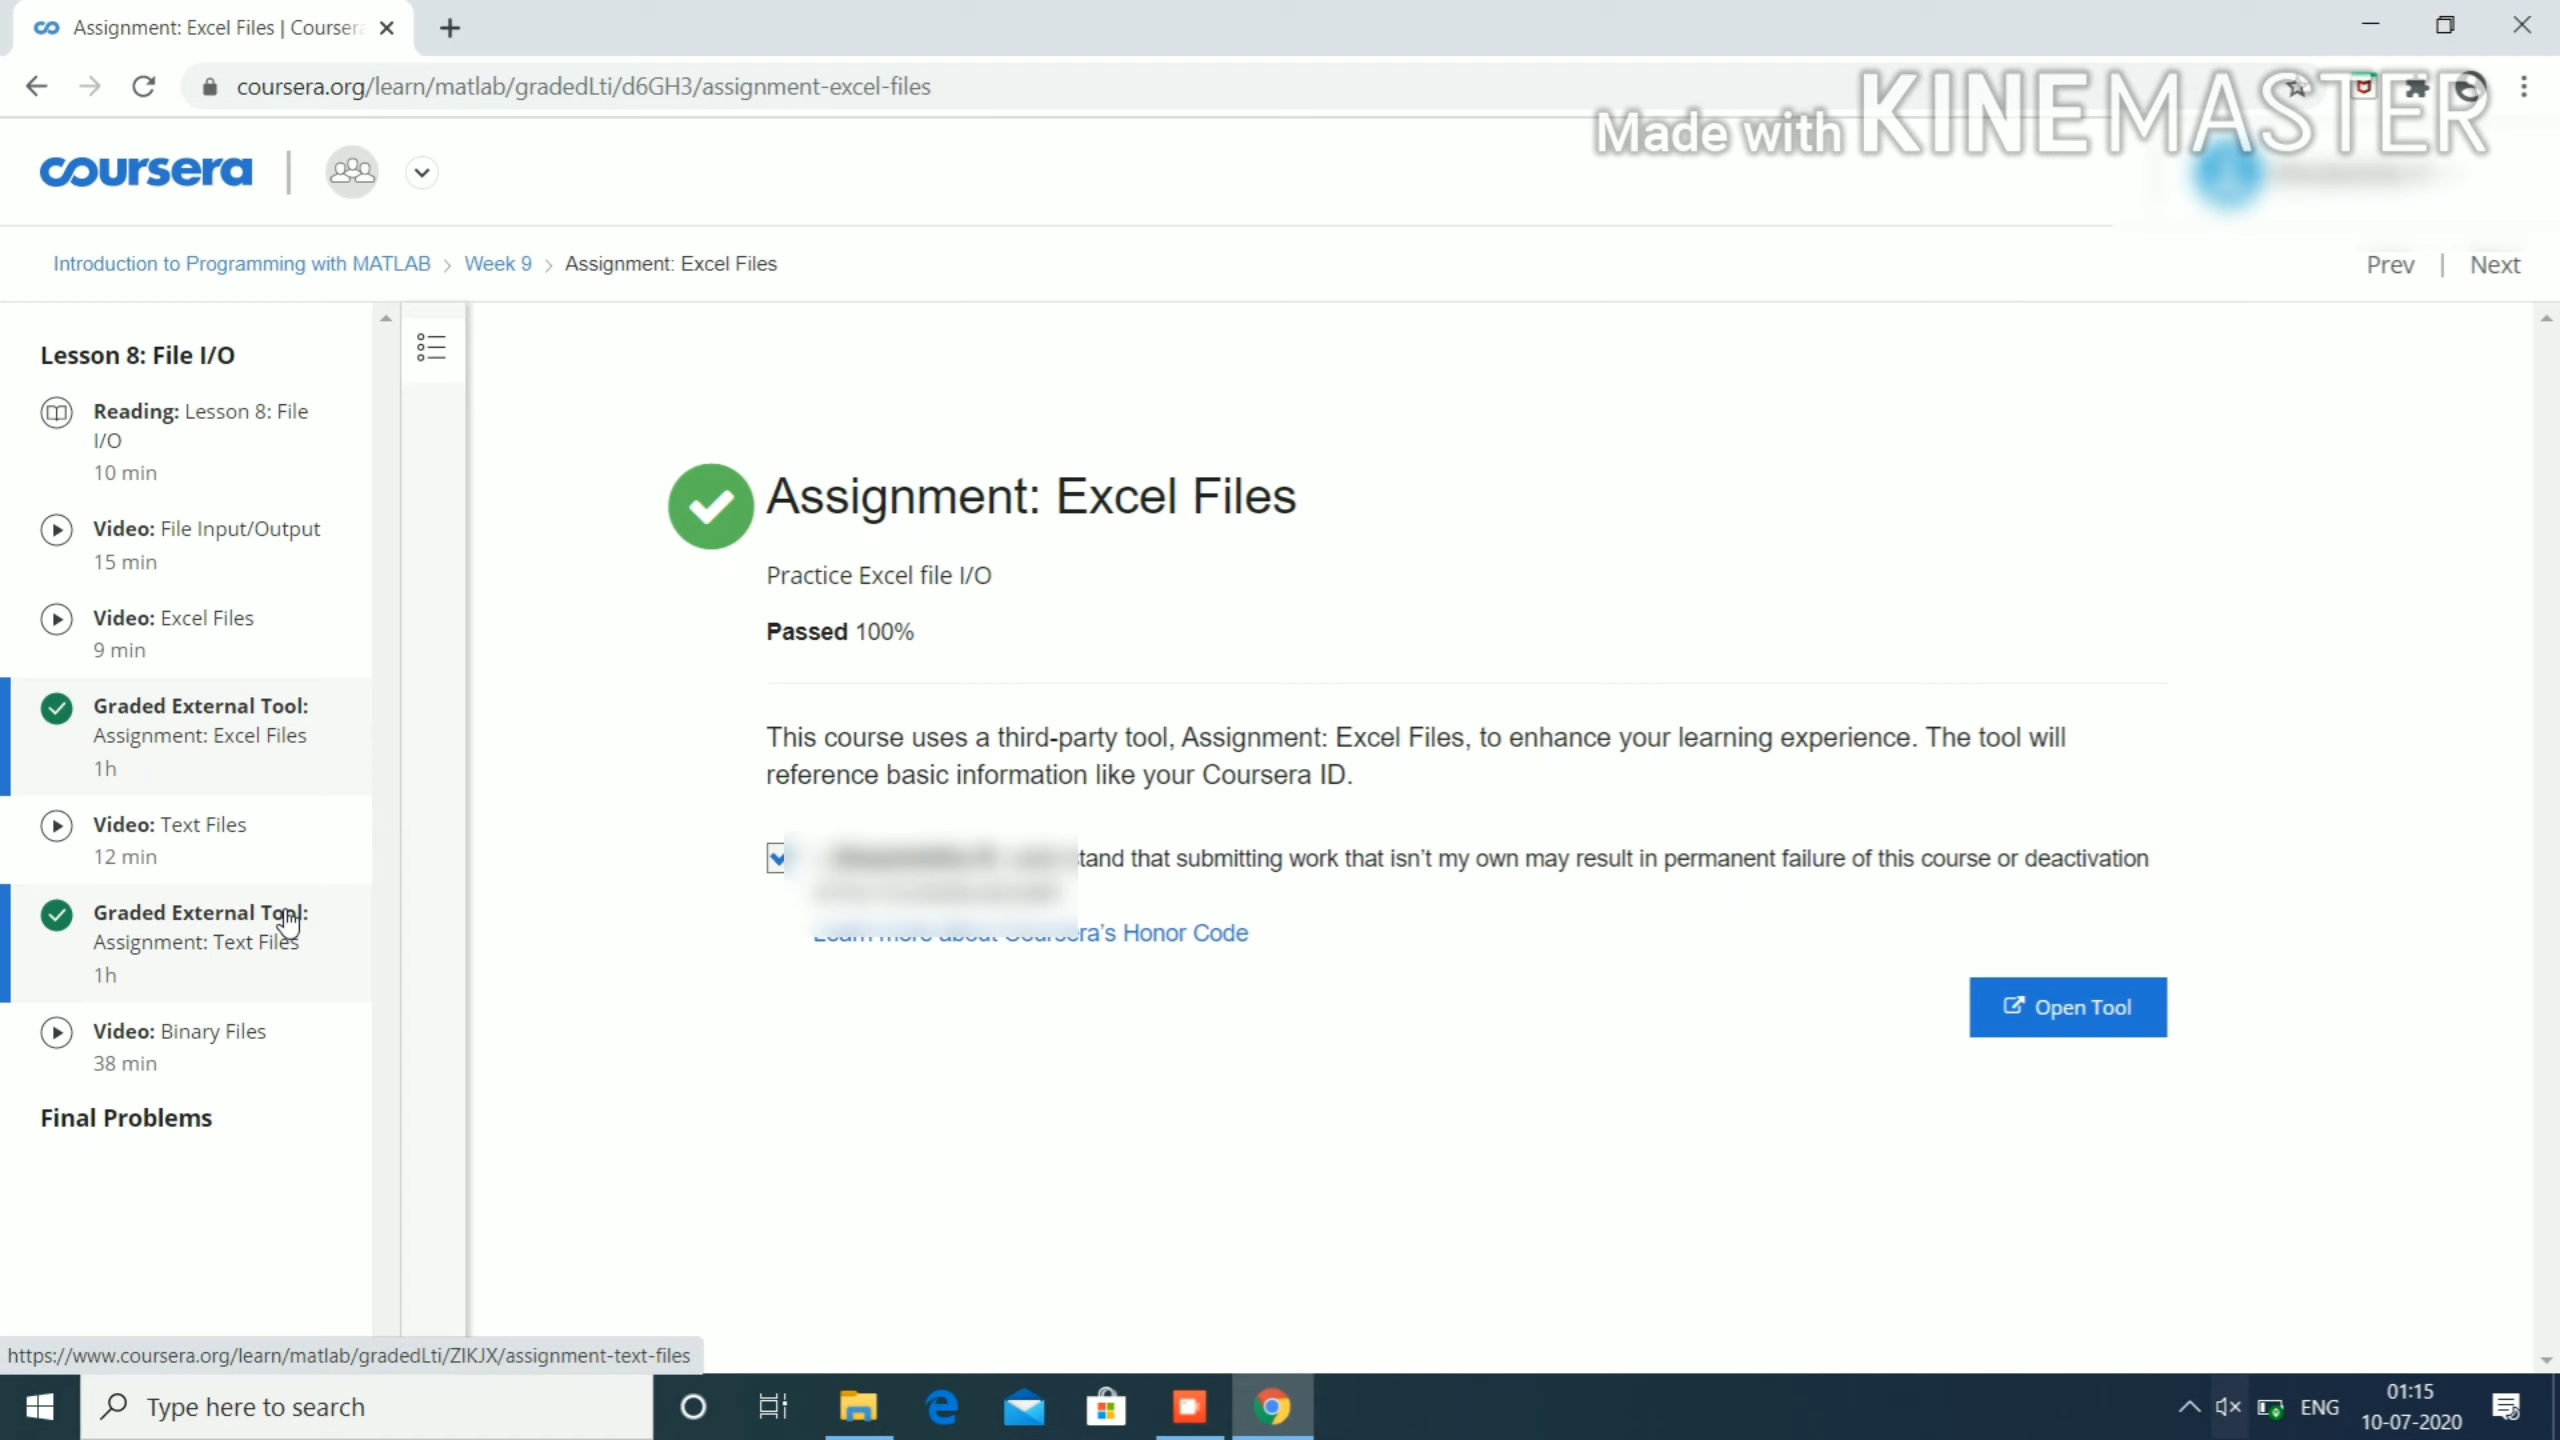 Assignment: Excel Files | Coursera
coursera.org/learn/matlab/gradedLti/d6GH3/assignment-excel-files
Made with KINEMASTER
coursera
Introduction to Programming with MATLAB > Week 9 > Assignment: Excel Files
Prev | Next
Lesson 8: File I/O
Reading: Lesson 8: File
I/O
10 min
Video: File Input/Output
15 min
Video: Excel Files
9 min
Graded External Tool:
Assignment: Excel Files
1h
Video: Text Files
12 min
Graded External Tool:
Assignment: Text Files
1h
Video: Binary Files
38 min
Final Problems
Assignment: Excel Files
Practice Excel file I/O
Passed 100%
This course uses a third-party tool, Assignment: Excel Files, to enhance your learning experience. The tool will
reference basic information like your Coursera ID.
tand that submitting work that isn't my own may result in permanent failure of this course or deactivation
Learn more about Coursera's Honor Code
Open Tool
https://www.coursera.org/learn/matlab/gradedLti/ZIKJX/assignment-text-files
Type here to search
ENG
01:15
10-07-2020